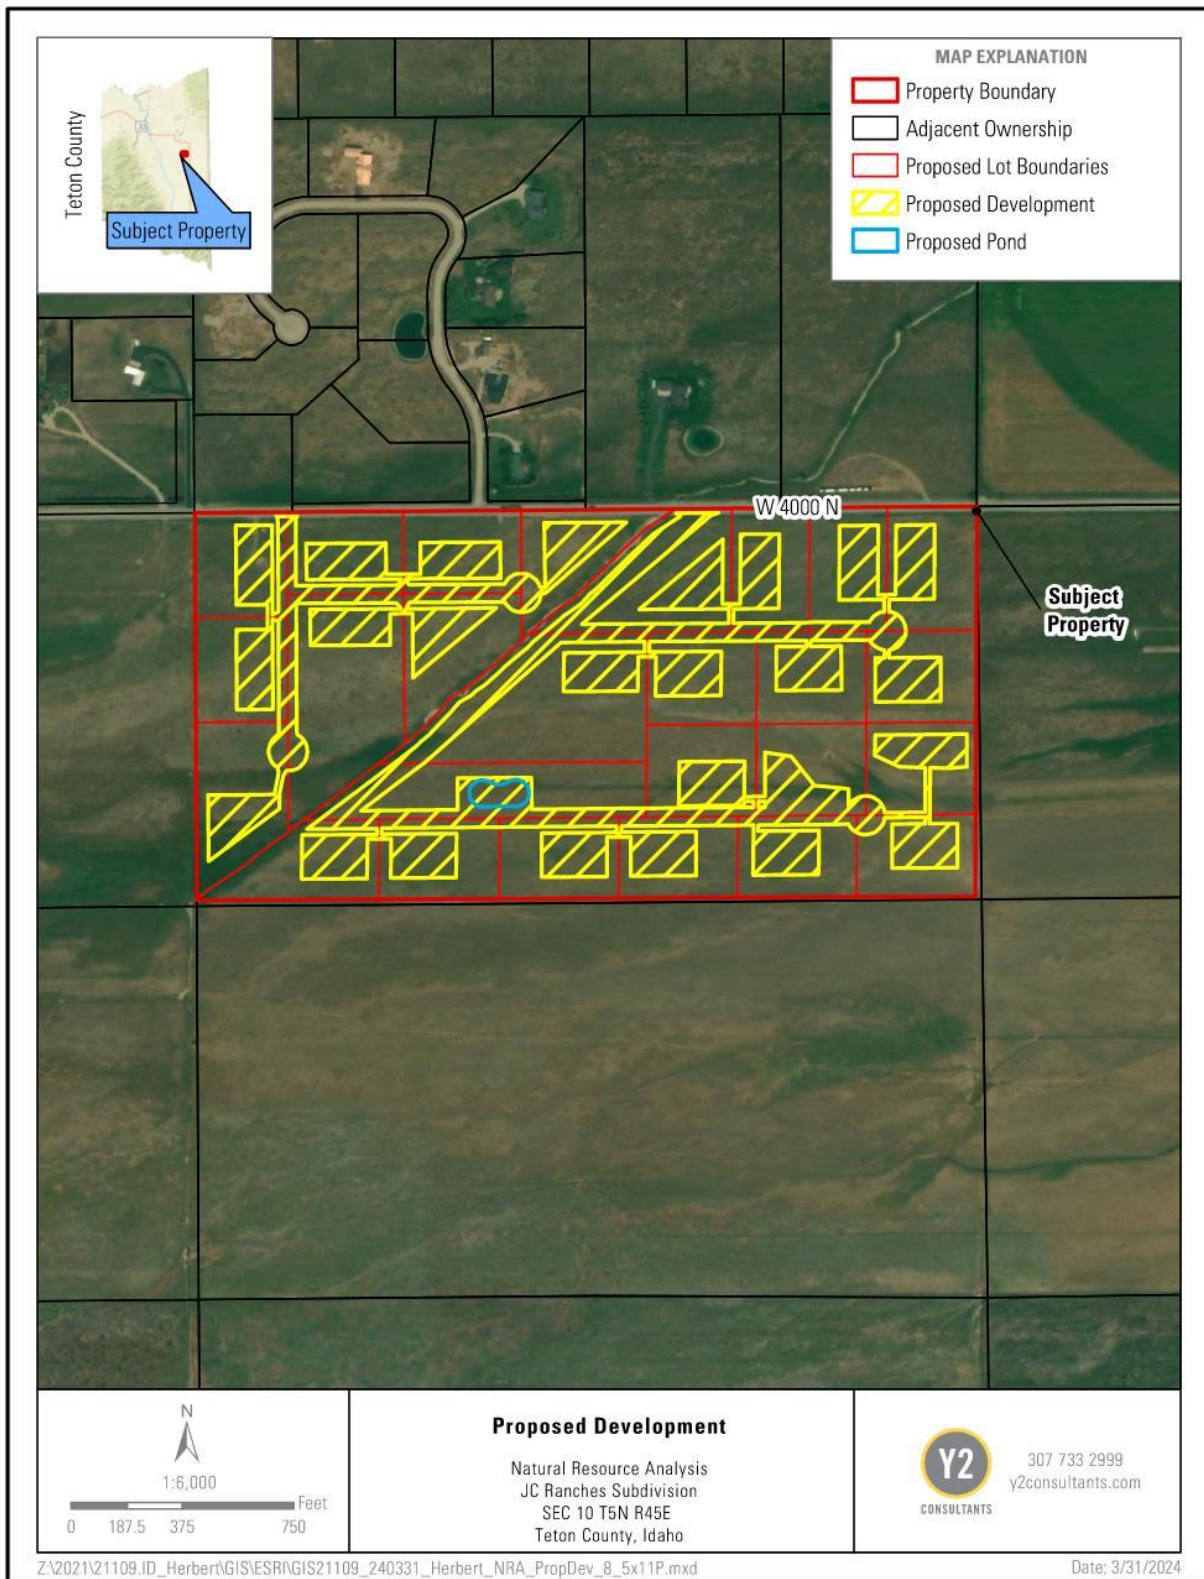 Teton County
Subject Property
MAP EXPLANATION
Property Boundary
Adjacent Ownership
Proposed Lot Boundaries
Proposed Development
Proposed Pond
W 4000 N
Subject
Property
N
1:6,000
Feet
0 187.5 375 750
Proposed Development
Natural Resource Analysis
JC Ranches Subdivision
SEC 10 T5N R45E
Teton County, Idaho
Y2
CONSULTANTS
307 733 2999
y2consultants.com
Z:\2021\21109.ID_Herbert\GIS\ESRI\GIS21109_240331_Herbert_NRA_PropDev_8_5x11P.mxd
Date: 3/31/2024